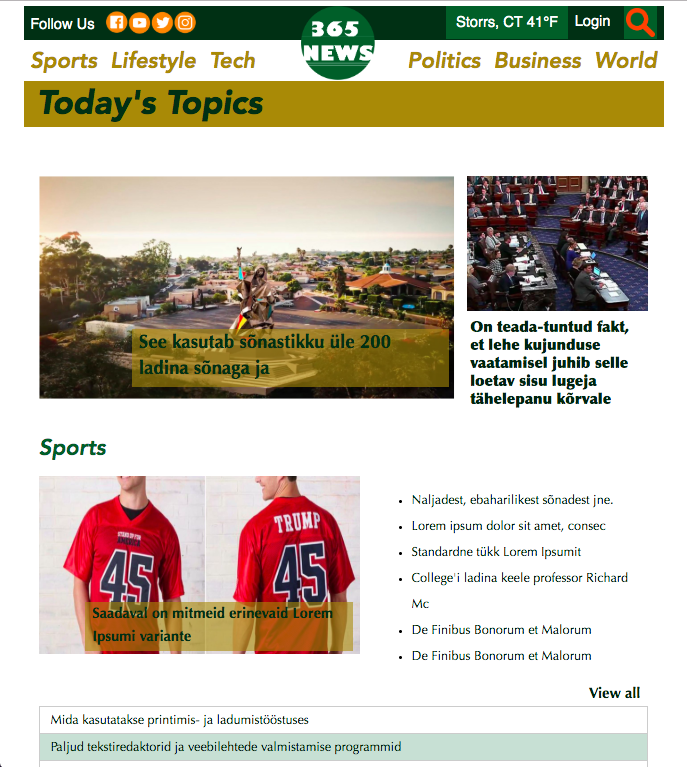 Follow Us
365
NEWS
Storrs, CT 41°F
Login
Sports Lifestyle Tech
Politics Business World
Today's Topics
See kasutab sõnastikku üle 200
ladina sõnaga ja
On teada-tuntud fakt,
et lehe kujunduse
vaatamisel juhib selle
loetav sisu lugeja
tähelepanu kõrvale
Sports
STAND UP FOR
AMERICA
45
TRUMP
45
Saadaval on mitmeid erinevaid Lorem
Ipsumi variante
Naljadest, ebaharilikest sõnadest jne.
Lorem ipsum dolor sit amet, consec
Standardne tükk Lorem Ipsumit
College'i ladina keele professor Richard
Mc
De Finibus Bonorum et Malorum
De Finibus Bonorum et Malorum
View all
Mida kasutatakse printimis- ja ladumistööstuses
Paljud tekstiredaktorid ja veebilehtede valmistamise programmid